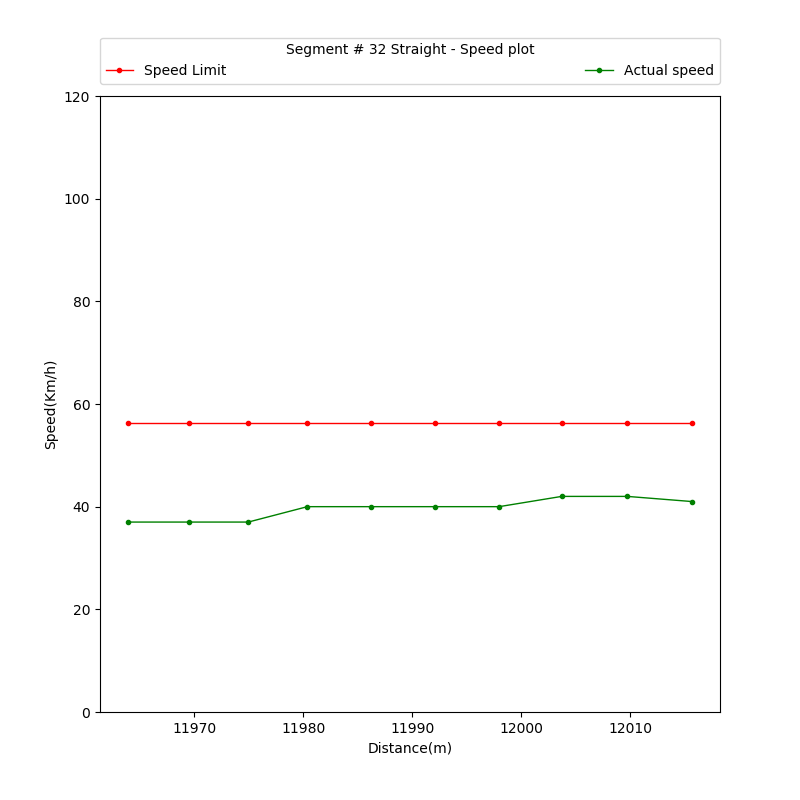 Segment # 32 Straight - Speed plot
Speed Limit
Actual speed
120
100
80
60
40
20
0
Speed(Km/h)
11970
11980
11990
12000
12010
Distance(m)